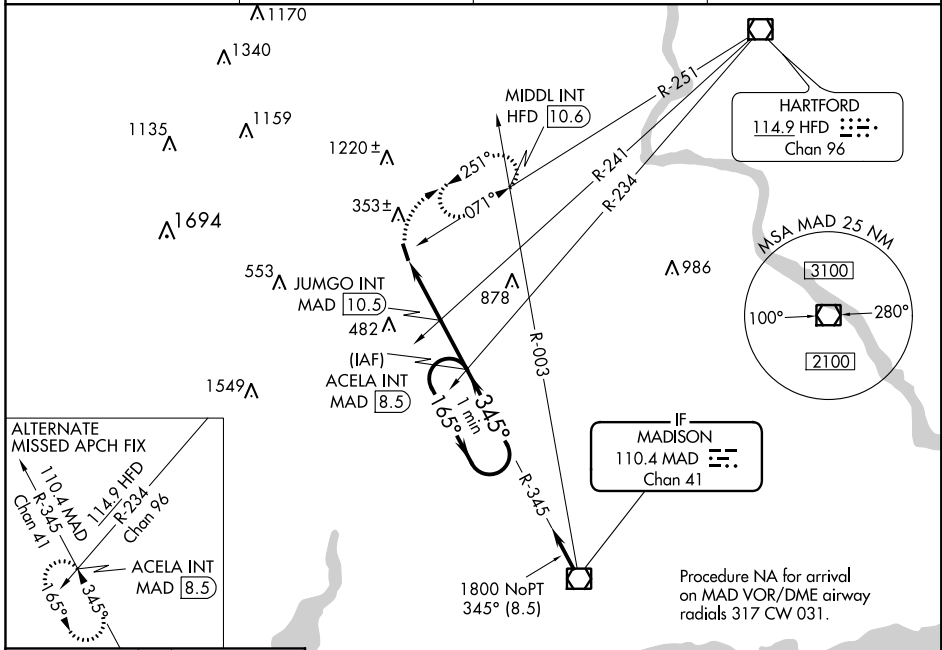 1170
1340
1135
1159
1220±
353±
1694
553
482
1549
878
986
MIDDL INT
HFD 10.6
R-251
R-241
R-234
251°
071°
HARTFORD
114.9 HFD
Chan 96
MSA MAD 25 NM
3100
100°
280°
2100
JUMGO INT
MAD 10.5
(IAF)
ACELA INT
MAD 8.5
R-003
165°
1 min
345°
R-345
IF
MADISON
110.4 MAD
Chan 41
1800 NoPT
345° (8.5)
Procedure NA for arrival
on MAD VOR/DME airway
radials 317 CW 031.
ALTERNATE
MISSED APCH FIX
110.4 MAD
R-345
Chan 41
114.9 HFD
R-234
Chan 96
ACELA INT
MAD 8.5
165°
345°